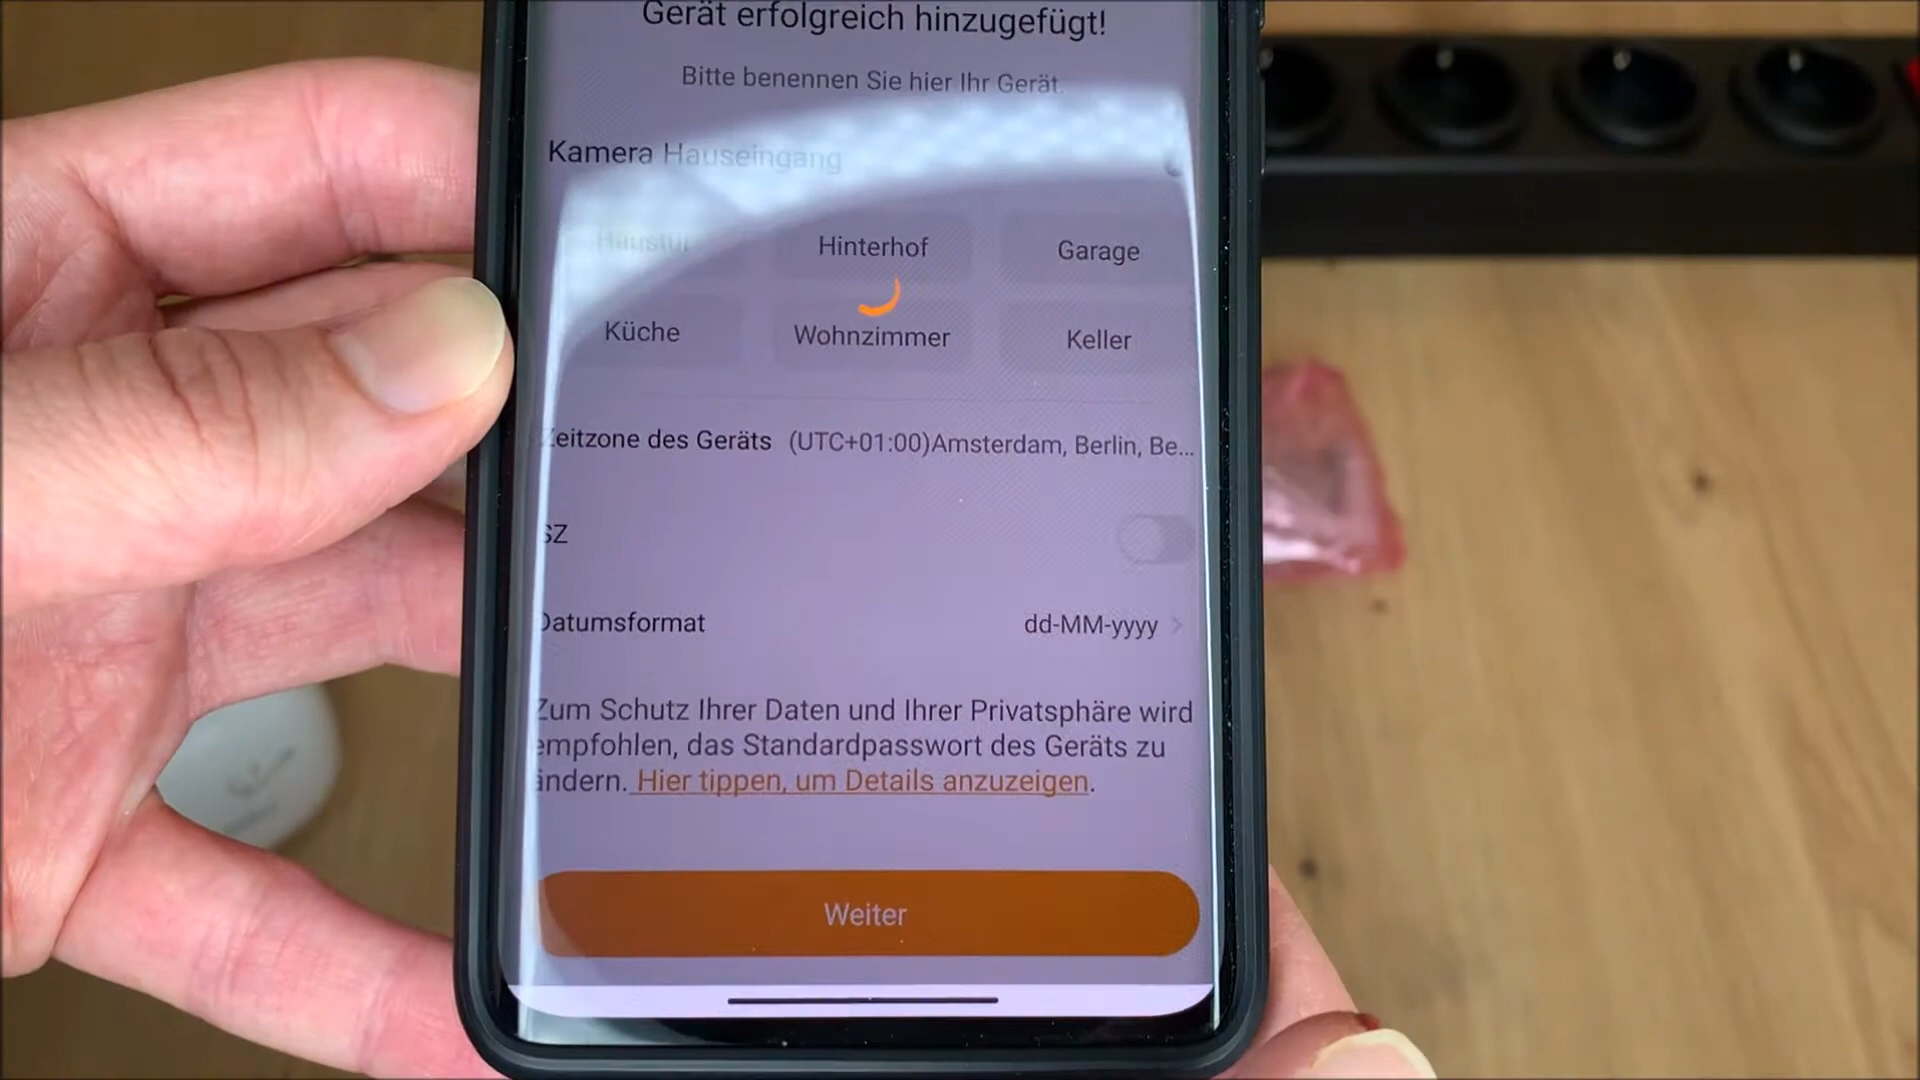 Gerät erfolgreich hinzugefügt!
Bitte benennen Sie hier Ihr Gerät.
Kamera Hauseingang
Haustür Hinterhof Garage
Küche Wohnzimmer Keller
Zeitzone des Geräts (UTC+01:00)Amsterdam, Berlin, Be...
SZ
Datumsformat dd-MM-yyyy
Zum Schutz Ihrer Daten und Ihrer Privatsphäre wird
empfohlen, das Standardpasswort des Geräts zu
ändern. Hier tippen, um Details anzuzeigen.
Weiter